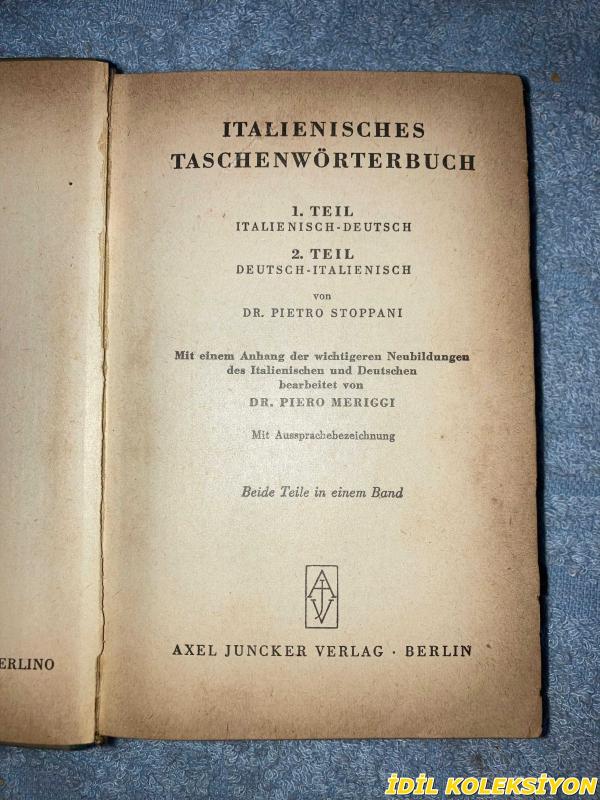 ITALIENISCHES
TASCHENWÖRTERBUCH
1. TEIL
ITALIENISCH-DEUTSCH
2. TEIL
DEUTSCH-ITALIENISCH
von
DR. PIETRO STOPPANI
Mit einem Anhang der wichtigeren Neubildungen
des Italienischen und Deutschen
bearbeitet von
DR. PIERO MERIGGI
Mit Aussprachebezeichnung
Beide Teile in einem Band
AJV
AXEL JUNCKER VERLAG · BERLIN
ERLINO
İDİL KOLEKSİYON